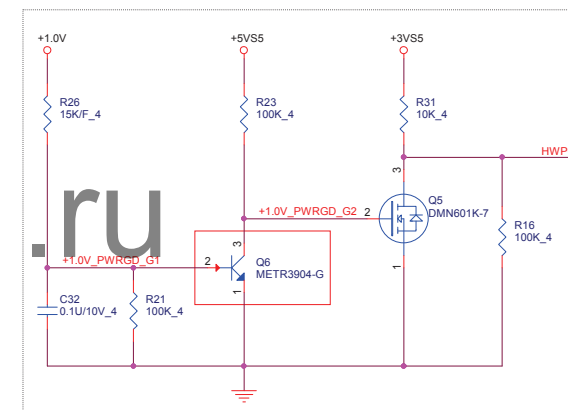 +1.0V
+5VS5
+3VS5
R26
15K/F_4
R23
100K_4
R31
10K_4
HWP
3
Q5
DMN601K-7
+1.0V_PWRGD_G2
2
R16
100K_4
.ru
+1.0V_PWRGD_G1
2
3
Q6
METR3904-G
1
1
C32
0.1U/10V_4
R21
100K_4